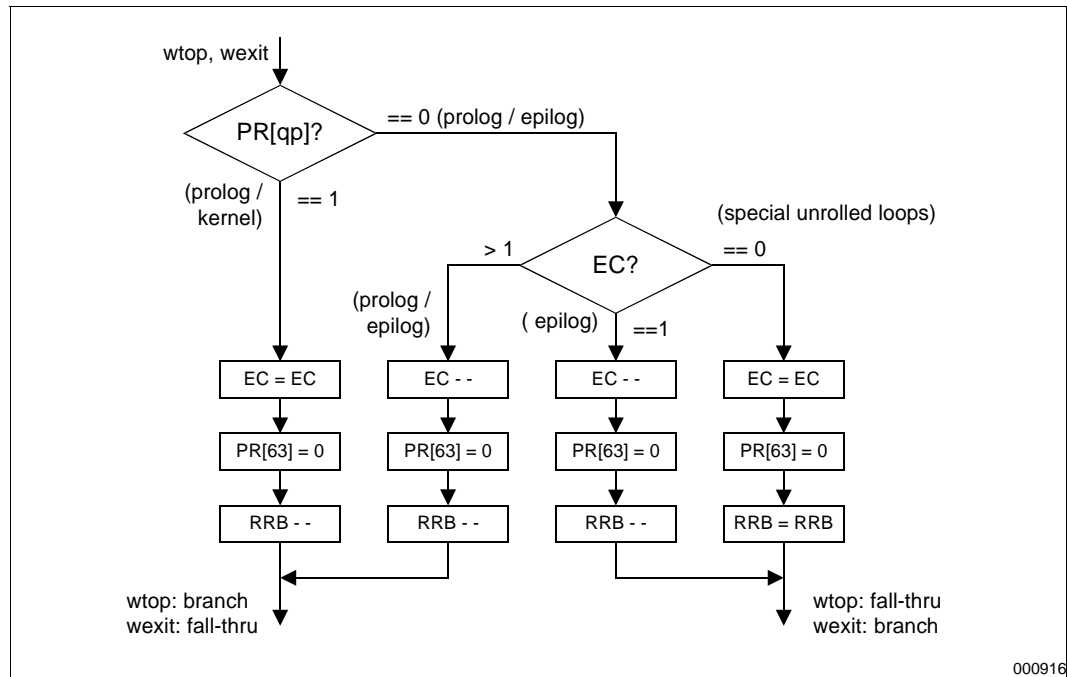 wtop, wexit
PR[qp]?
== 0 (prolog / epilog)
(prolog /
kernel)
== 1
(special unrolled loops)
EC?
> 1
== 0
(prolog /
epilog)
( epilog)
==1
EC = EC
EC - -
EC - -
EC = EC
PR[63] = 0
PR[63] = 0
PR[63] = 0
PR[63] = 0
RRB - -
RRB - -
RRB - -
RRB = RRB
wtop: branch
wexit: fall-thru
wtop: fall-thru
wexit: branch
000916